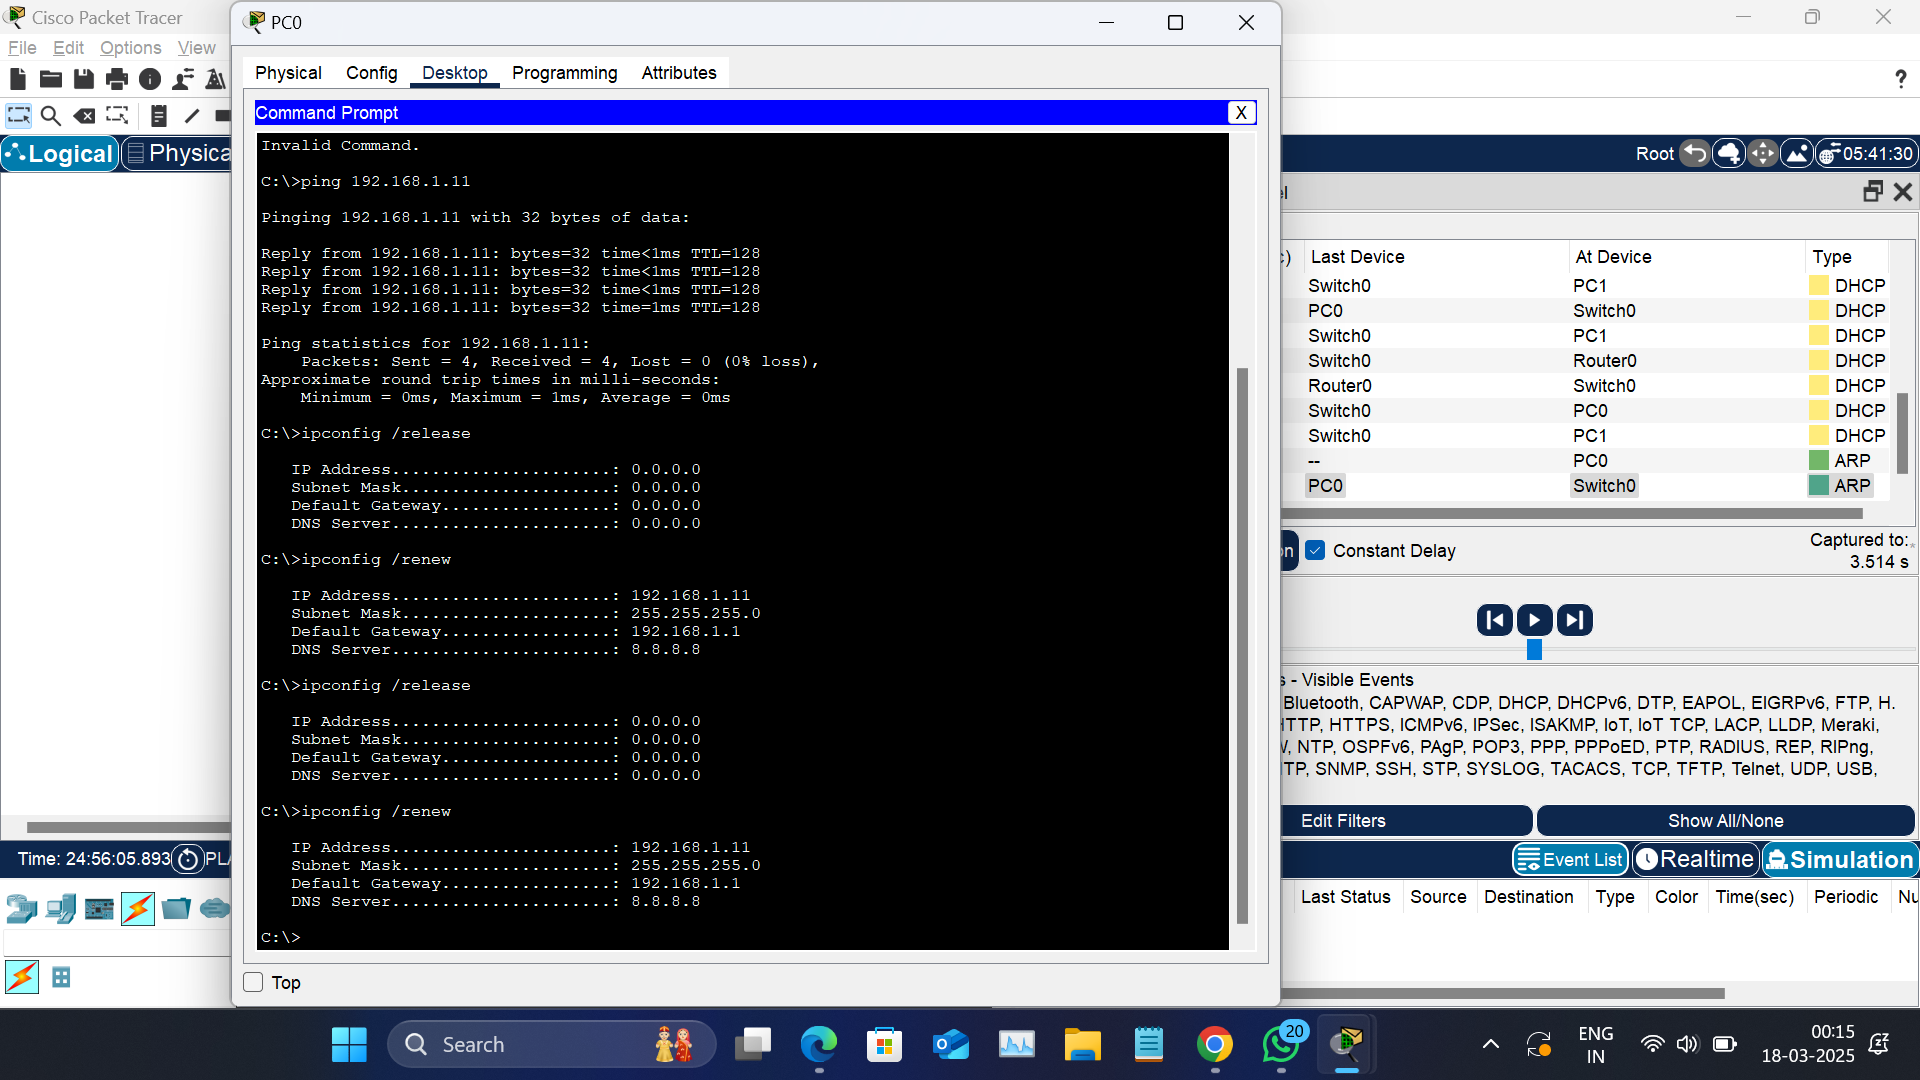 Cisco Packet Tracer
File Edit Options View
Logical
Physica
PC0
Physical Config Desktop Programming Attributes
Command Prompt
X
Invalid Command.
C:\>ping 192.168.1.11
Pinging 192.168.1.11 with 32 bytes of data:
Reply from 192.168.1.11: bytes=32 time<1ms TTL=128
Reply from 192.168.1.11: bytes=32 time<1ms TTL=128
Reply from 192.168.1.11: bytes=32 time<1ms TTL=128
Reply from 192.168.1.11: bytes=32 time=1ms TTL=128
Ping statistics for 192.168.1.11:
Packets: Sent = 4, Received = 4, Lost = 0 (0% loss),
Approximate round trip times in milli-seconds:
Minimum = 0ms, Maximum = 1ms, Average = 0ms
C:\>ipconfig /release
IP Address......................: 0.0.0.0
Subnet Mask.....................: 0.0.0.0
Default Gateway.................: 0.0.0.0
DNS Server......................: 0.0.0.0
C:\>ipconfig /renew
IP Address......................: 192.168.1.11
Subnet Mask.....................: 255.255.255.0
Default Gateway.................: 192.168.1.1
DNS Server......................: 8.8.8.8
C:\>ipconfig /release
IP Address......................: 0.0.0.0
Subnet Mask.....................: 0.0.0.0
Default Gateway.................: 0.0.0.0
DNS Server......................: 0.0.0.0
C:\>ipconfig /renew
IP Address......................: 192.168.1.11
Subnet Mask.....................: 255.255.255.0
Default Gateway.................: 192.168.1.1
DNS Server......................: 8.8.8.8
C:\>
Top
?
Root 05:41:30
Last Device At Device Type
Switch0 PC1 DHCP
PC0 Switch0 DHCP
Switch0 PC1 DHCP
Switch0 Router0 DHCP
Router0 Switch0 DHCP
Switch0 PC0 DHCP
Switch0 PC1 DHCP
-- PC0 ARP
PC0 Switch0 ARP
Constant Delay
Captured to:
3.514 s
- Visible Events
Bluetooth, CAPWAP, CDP, DHCP, DHCPv6, DTP, EAPOL, EIGRPv6, FTP, H.
HTTP, HTTPS, ICMPv6, IPSec, ISAKMP, IoT, IoT TCP, LACP, LLDP, Meraki,
NTP, OSPFv6, PAgP, POP3, PPP, PPPoED, PTP, RADIUS, REP, RIPng,
TP, SNMP, SSH, STP, SYSLOG, TACACS, TCP, TFTP, Telnet, UDP, USB,
Edit Filters
Show All/None
Event List Realtime Simulation
Last Status Source Destination Type Color Time(sec) Periodic Nu
Time: 24:56:05.893
PLA
Search
20
ENG
IN
00:15
18-03-2025